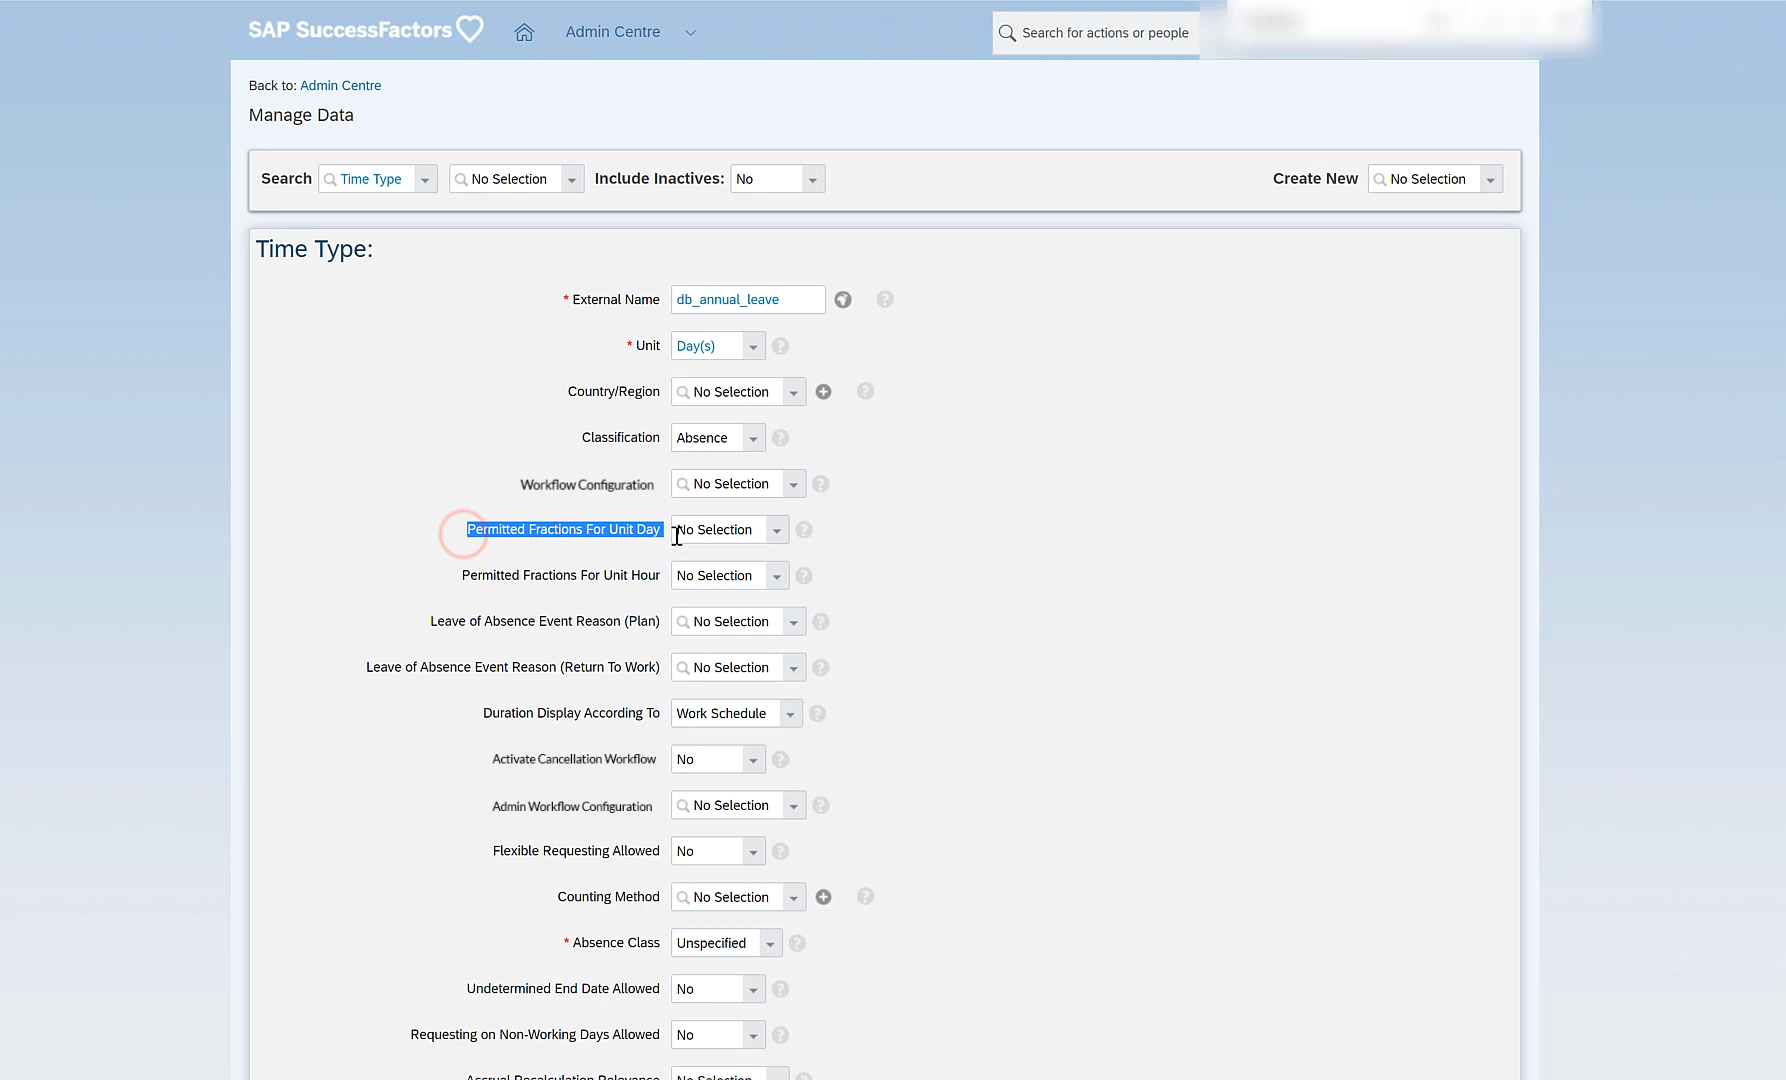 SAP SuccessFactors
Admin Centre
Search for actions or people
Back to: Admin Centre
Manage Data
Search Time Type No Selection Include Inactives: No Create New No Selection
Time Type:
* External Name db_annual_leave
* Unit Day(s)
Country/Region No Selection
Classification Absence
Workflow Configuration No Selection
Permitted Fractions For Unit Day No Selection
Permitted Fractions For Unit Hour No Selection
Leave of Absence Event Reason (Plan) No Selection
Leave of Absence Event Reason (Return To Work) No Selection
Duration Display According To Work Schedule
Activate Cancellation Workflow No
Admin Workflow Configuration No Selection
Flexible Requesting Allowed No
Counting Method No Selection
* Absence Class Unspecified
Undetermined End Date Allowed No
Requesting on Non-Working Days Allowed No
Accrual Recalculation Relevance No Selection